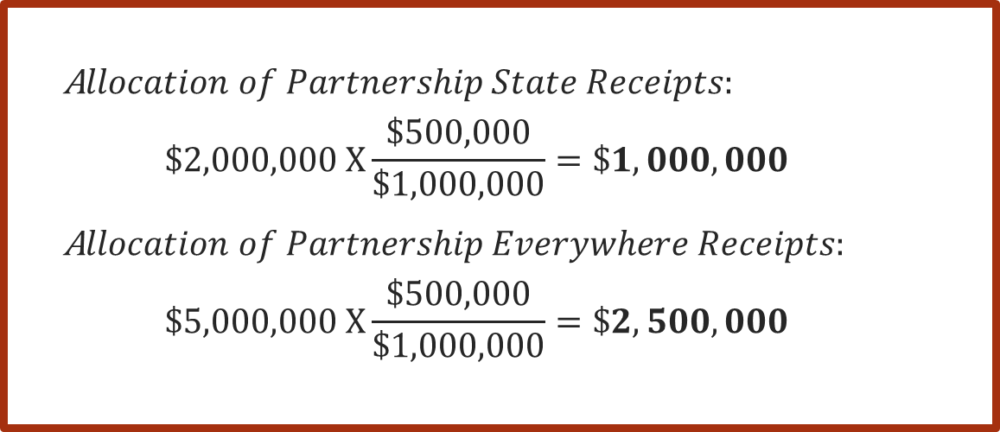 Allocation of Partnership State Receipts:
$2,000,000 X $500,000 / $1,000,000 = $1,000,000
Allocation of Partnership Everywhere Receipts:
$5,000,000 X $500,000 / $1,000,000 = $2,500,000